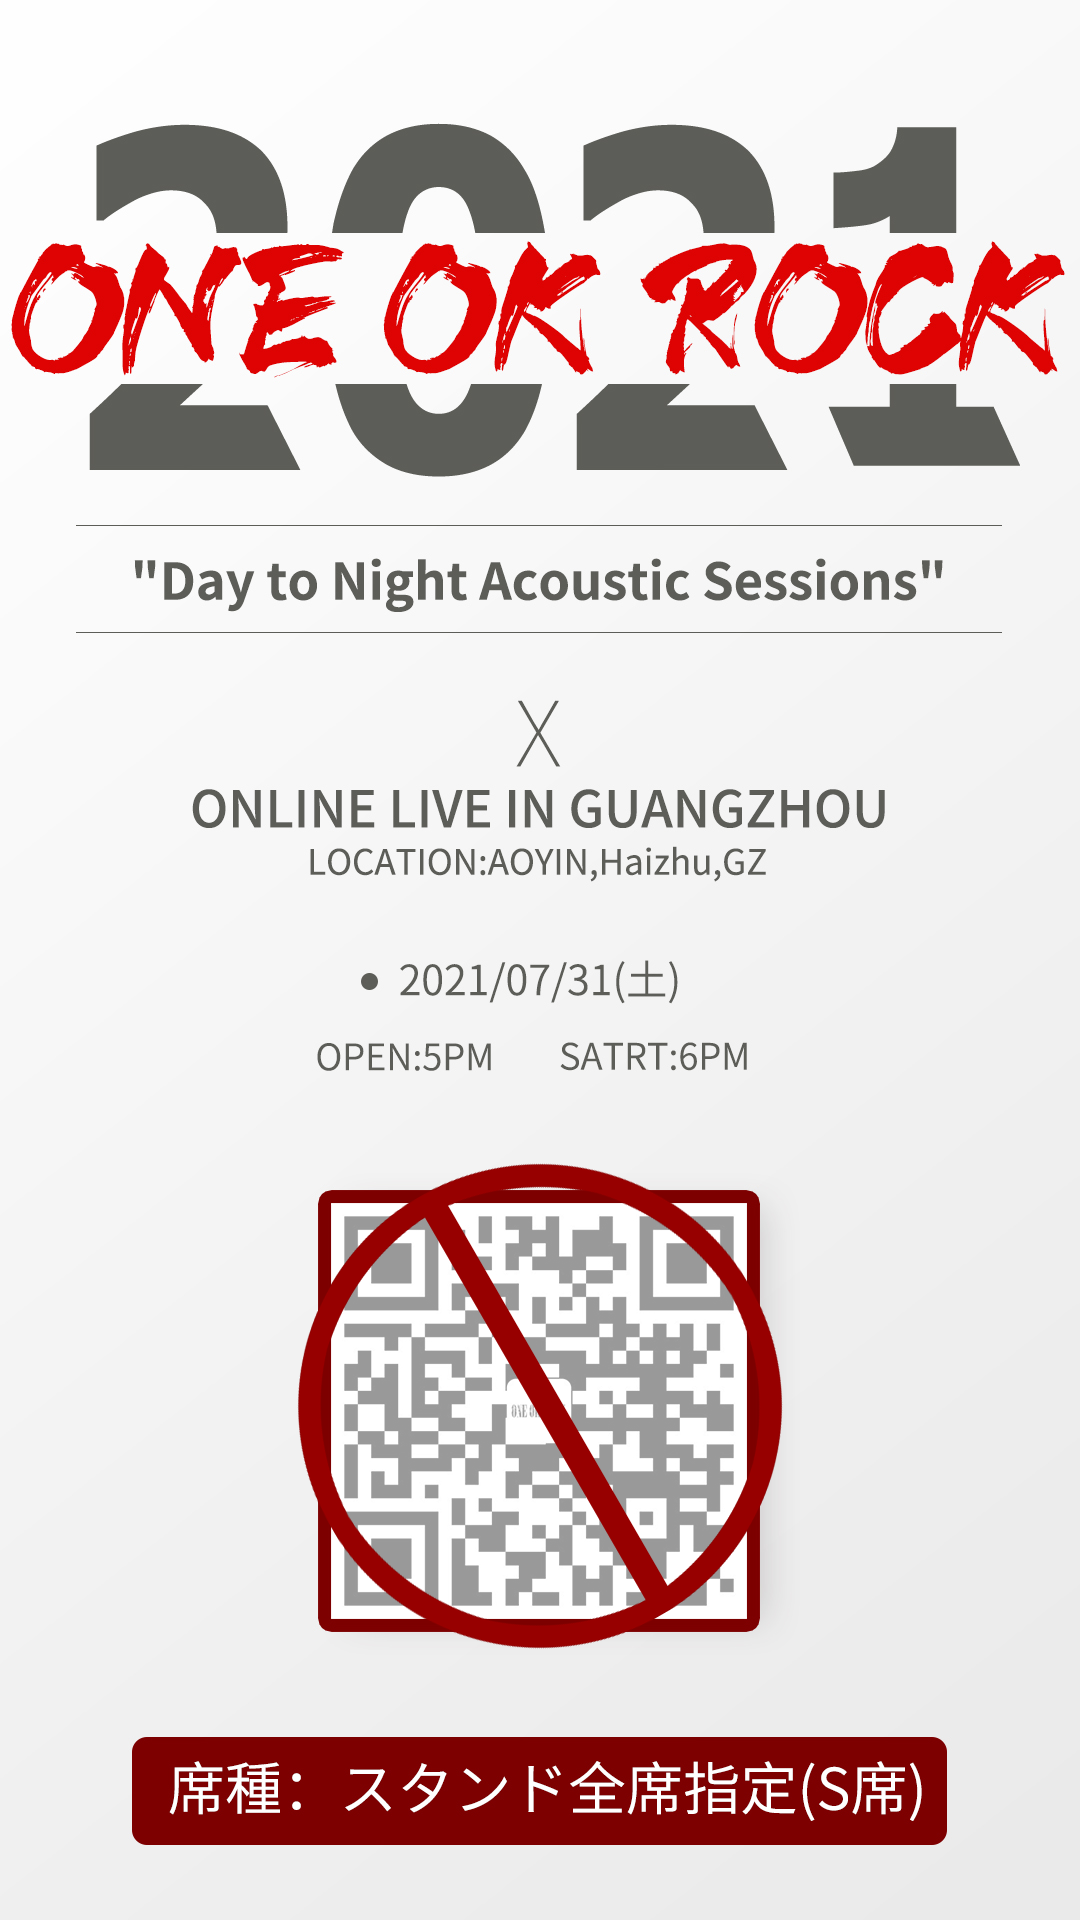 2021
ONE OK ROCK
"Day to Night Acoustic Sessions"
X
ONLINE LIVE IN GUANGZHOU
LOCATION:AOYIN,Haizhu,GZ
● 2021/07/31(土)
OPEN:5PM SATRT:6PM
席種：スタンド全席指定(S席)